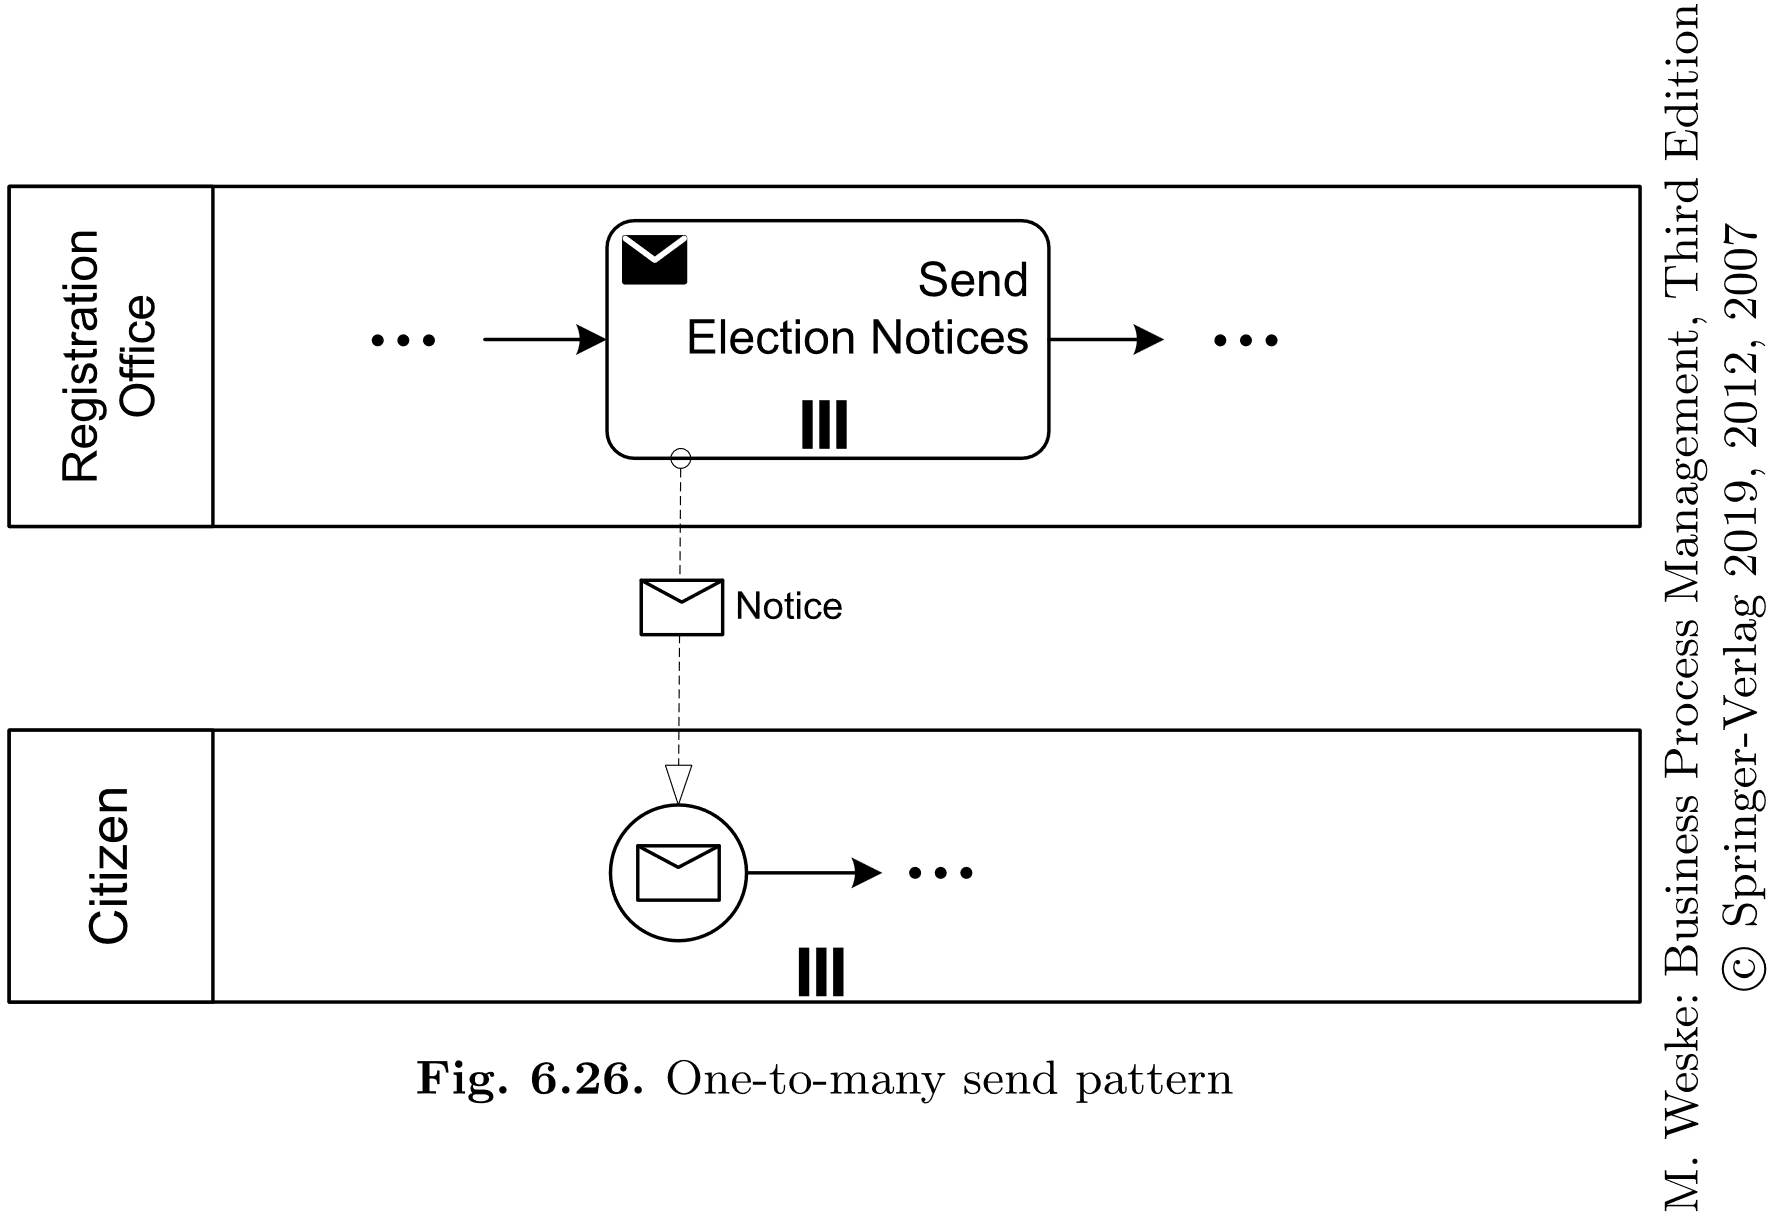 Registration
Office
Send
Election Notices
Notice
Citizen
Fig. 6.26. One-to-many send pattern
M. Weske: Business Process Management, Third Edition
© Springer-Verlag 2019, 2012, 2007